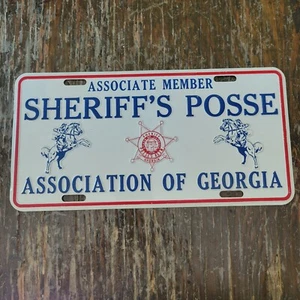 ASSOCIATE MEMBER
SHERIFF'S POSSE
ASSOCIATION OF GEORGIA